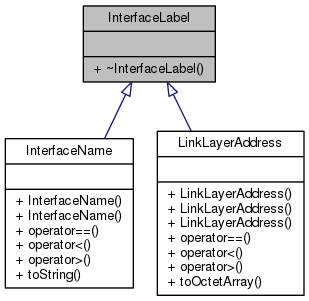 InterfaceLabel
+ ~InterfaceLabel()
InterfaceName
+ InterfaceName()
+ InterfaceName()
+ operator==()
+ operator<()
+ operator>()
+ toString()
LinkLayerAddress
+ LinkLayerAddress()
+ LinkLayerAddress()
+ LinkLayerAddress()
+ operator==()
+ operator<()
+ operator>()
+ toOctetArray()